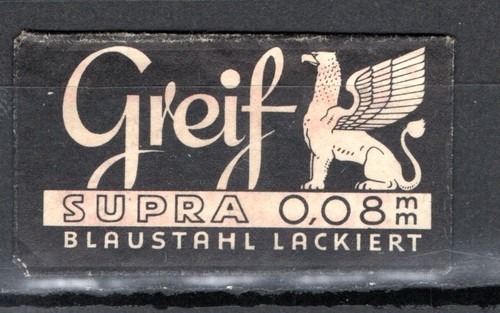 Greif
SUPRA 0,08 mm
BLAUSTAHL LACKIERT